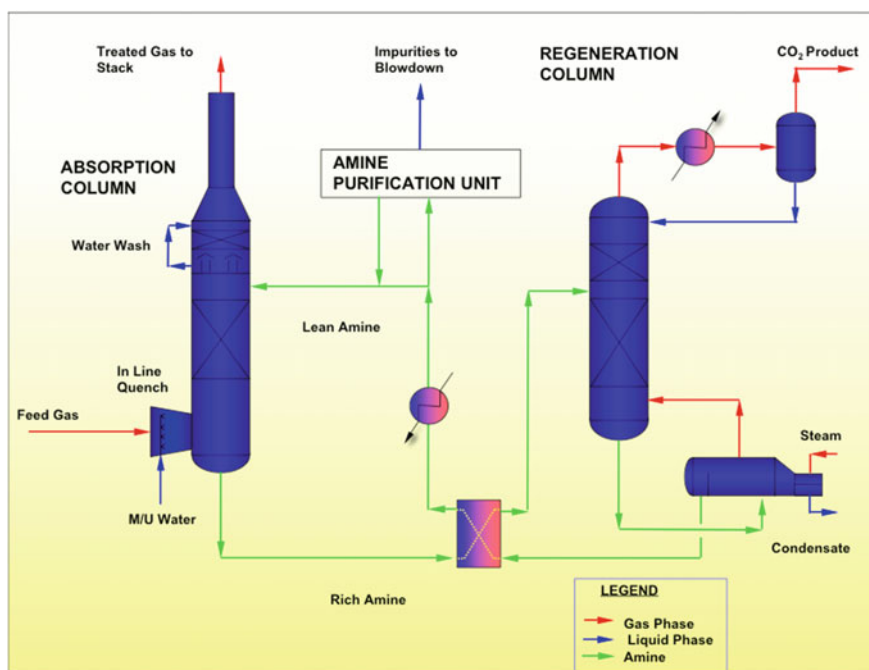 Treated Gas to
Stack
Impurities to
Blowdown
REGENERATION
COLUMN
CO₂ Product
ABSORPTION
COLUMN
AMINE
PURIFICATION UNIT
Water Wash
Lean Amine
In Line
Quench
Feed Gas
Steam
M/U Water
Condensate
Rich Amine
LEGEND
Gas Phase
Liquid Phase
Amine